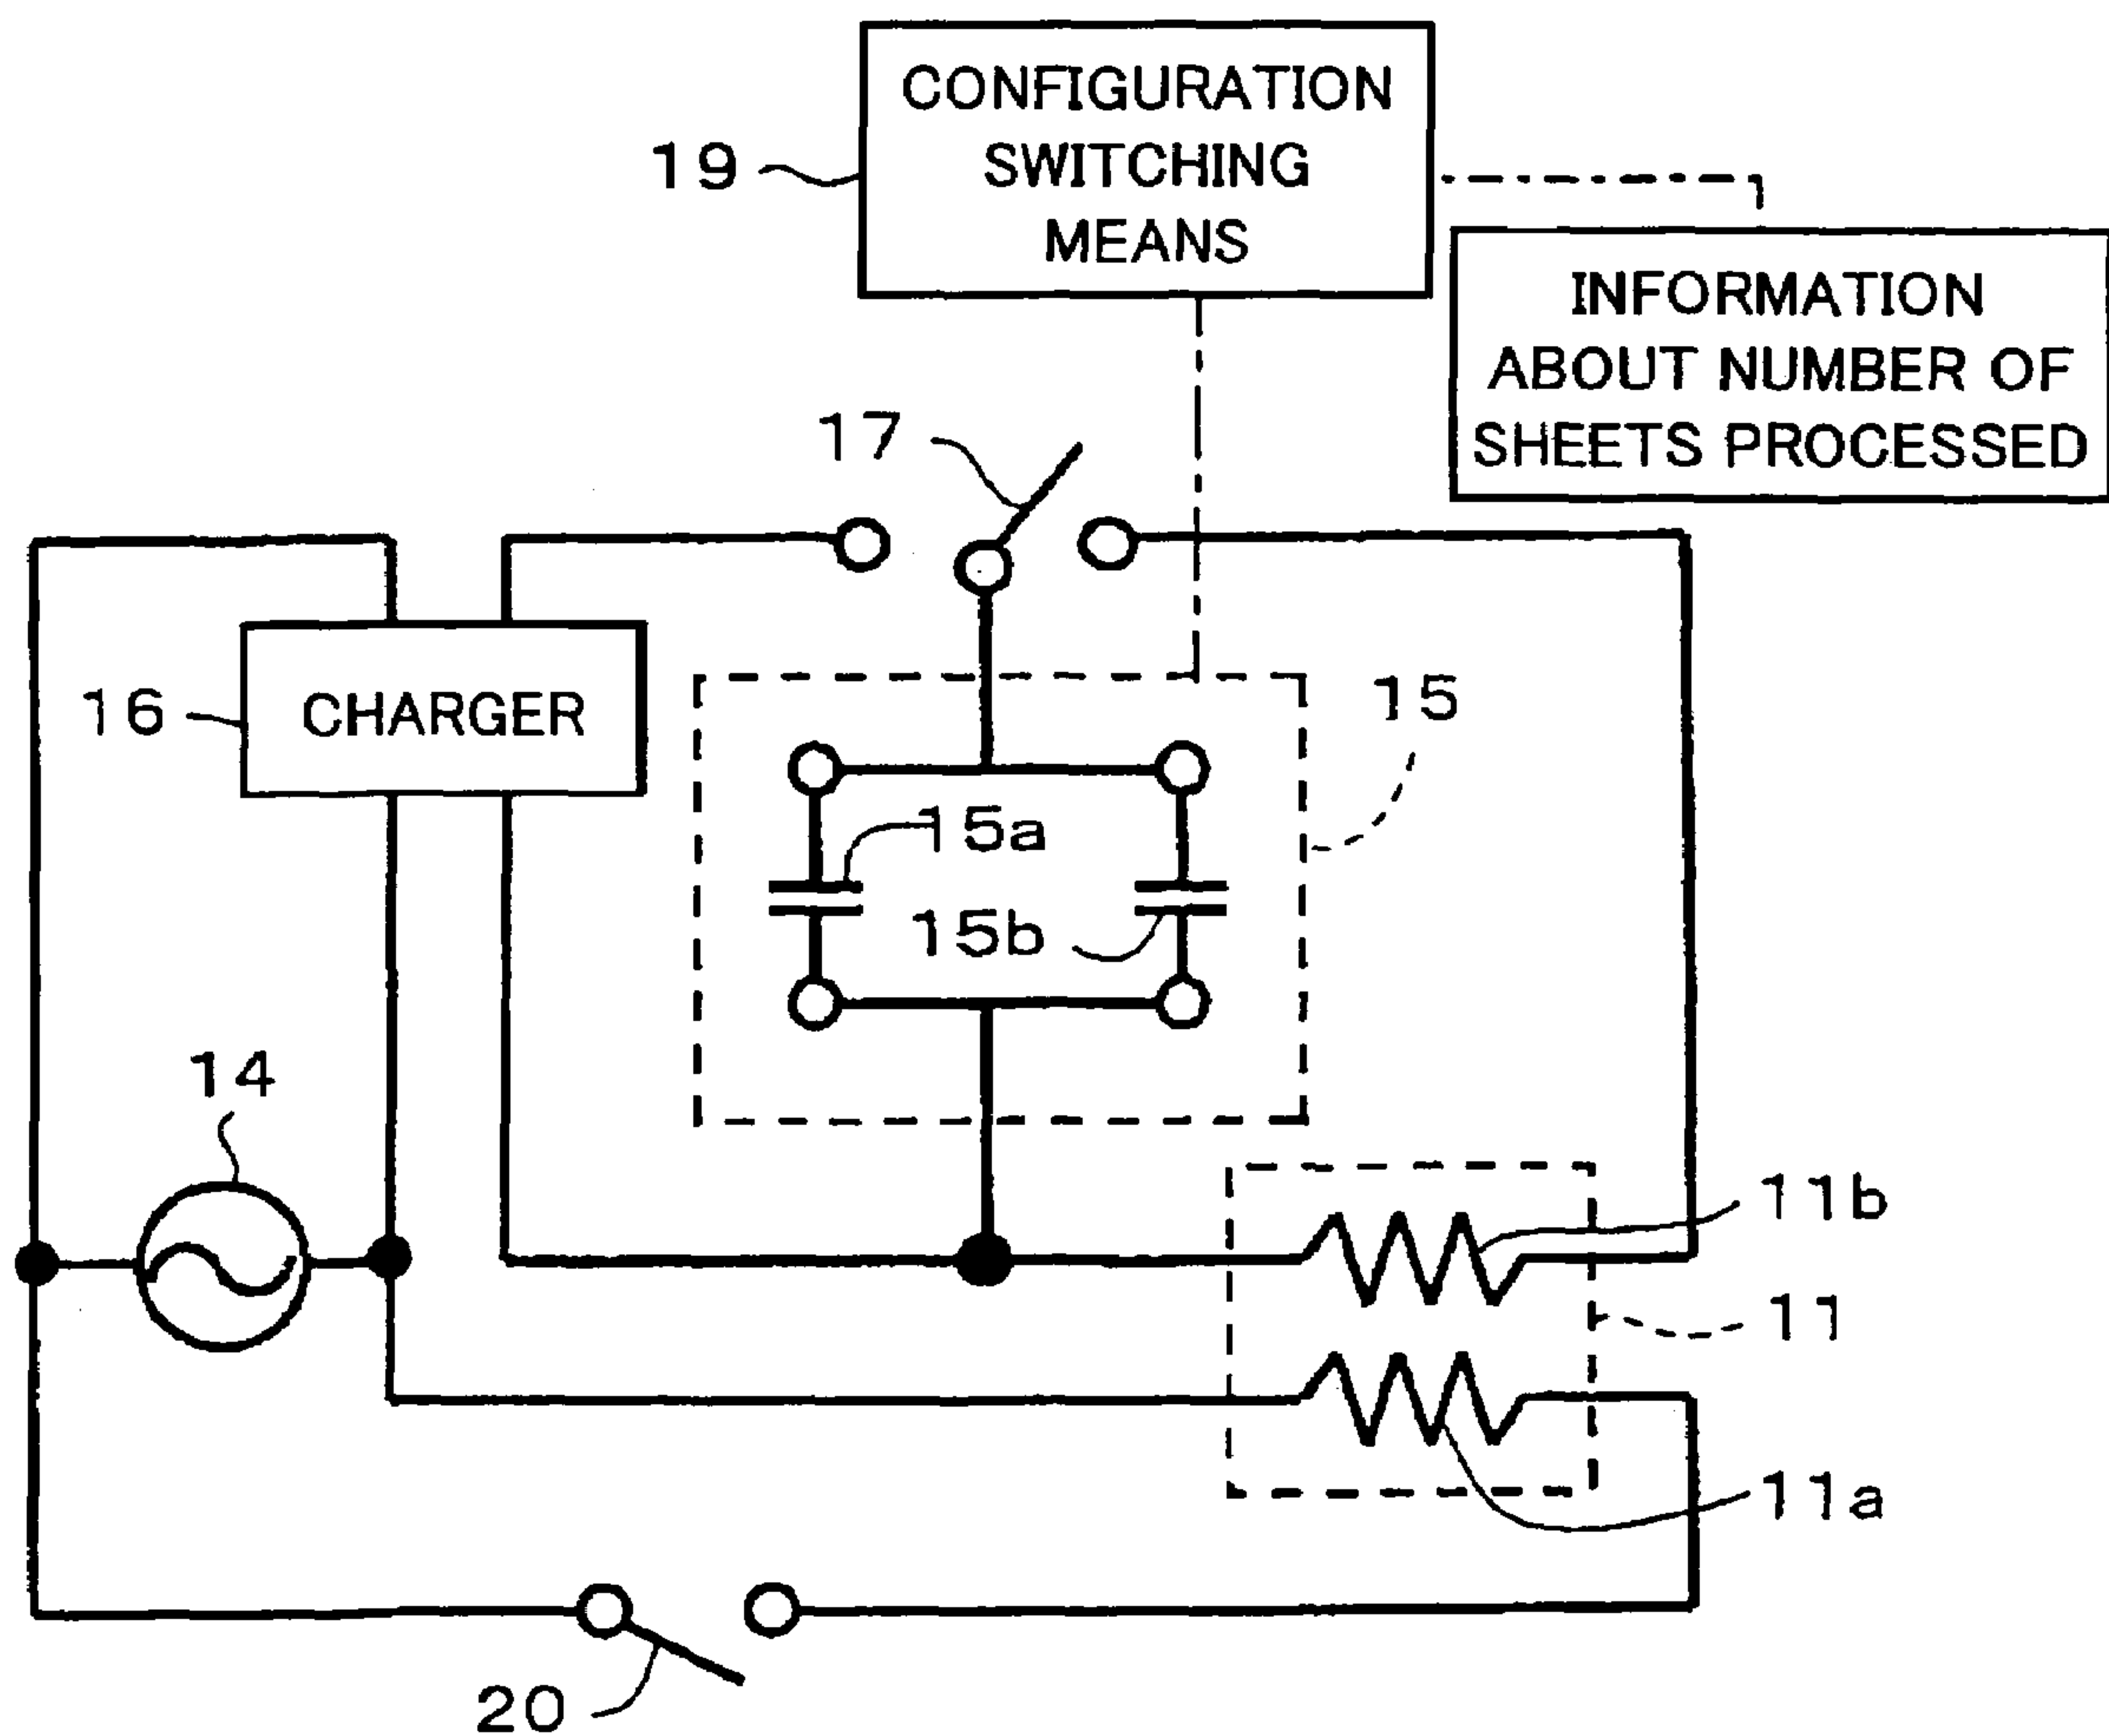 CONFIGURATION
SWITCHING
MEANS
19
INFORMATION
ABOUT NUMBER OF
SHEETS PROCESSED
17
16
CHARGER
15
15a
15b
14
11b
11
11a
20